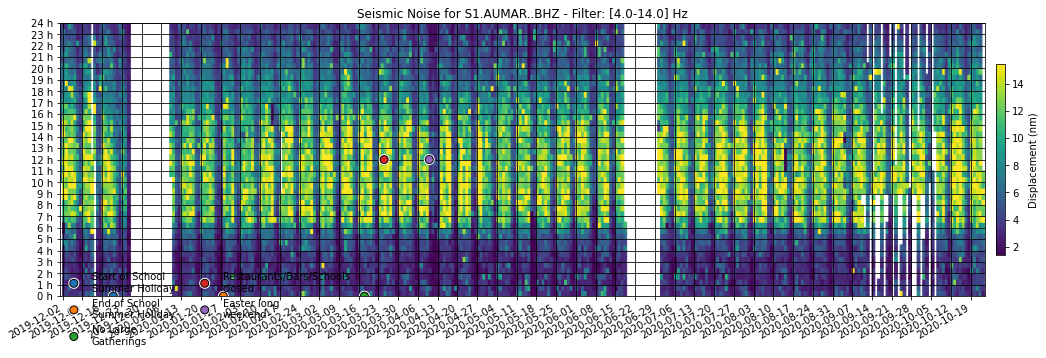 Seismic Noise for S1.AUMAR..BHZ - Filter: [4.0-14.0] Hz
24 h
23 h
22 h
21 h
20 h
19 h
18 h
17 h
16 h
15 h
14 h
13 h
12 h
11 h
10 h
9 h
8 h
7 h
6 h
5 h
4 h
3 h
2 h
1 h
0 h
14
12
10
8
6
4
2
Displacement (nm)
Start of School
Summer Holiday
End of School
Summer Holiday
No Large
Gatherings
Restaurants/Bars/Schools
closed
Easter long
weekend
2019-12-02
2020-02-24
2020-03-02
2020-03-09
2020-03-16
2020-03-23
2020-03-30
2020-04-06
2020-04-13
2020-04-20
2020-04-27
2020-05-04
2020-05-11
2020-05-18
2020-05-25
2020-06-01
2020-06-08
2020-06-15
2020-06-22
2020-06-29
2020-07-06
2020-07-13
2020-07-20
2020-07-27
2020-08-03
2020-08-10
2020-08-17
2020-08-24
2020-08-31
2020-09-07
2020-09-14
2020-09-21
2020-09-28
2020-10-05
2020-10-12
2020-10-19